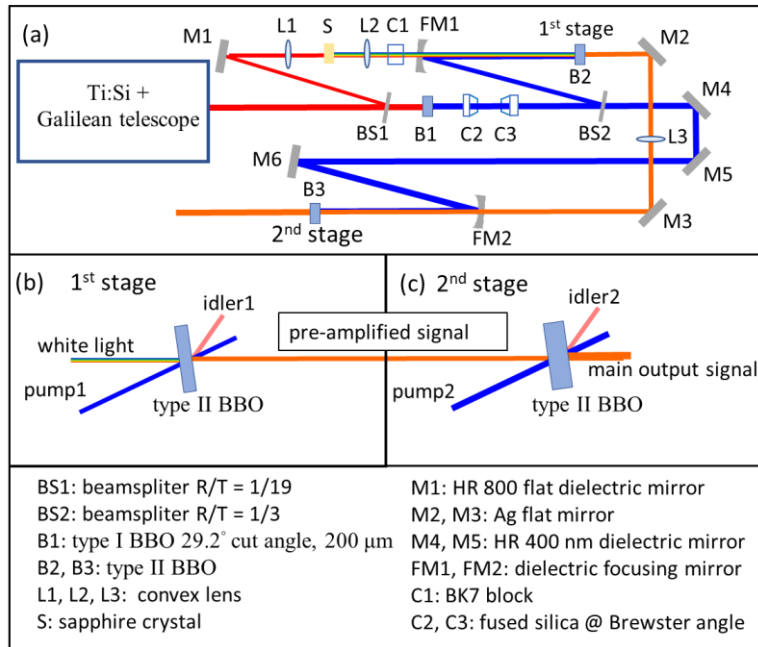 (a)
M1
L1
S
L2
C1
FM1
1st stage
M2
B2
Ti:Si +
Galilean telescope
BS1
B1
C2
C3
BS2
M4
L3
M6
M5
B3
2nd stage
FM2
M3
(b)
1st stage
idler1
white light
pump1
type II BBO
pre-amplified signal
(c)
2nd stage
idler2
main output signal
pump2
type II BBO
BS1: beamspliter R/T = 1/19
BS2: beamspliter R/T = 1/3
B1: type I BBO 29.2° cut angle, 200 μm
B2, B3: type II BBO
L1, L2, L3: convex lens
S: sapphire crystal
M1: HR 800 flat dielectric mirror
M2, M3: Ag flat mirror
M4, M5: HR 400 nm dielectric mirror
FM1, FM2: dielectric focusing mirror
C1: BK7 block
C2, C3: fused silica @ Brewster angle